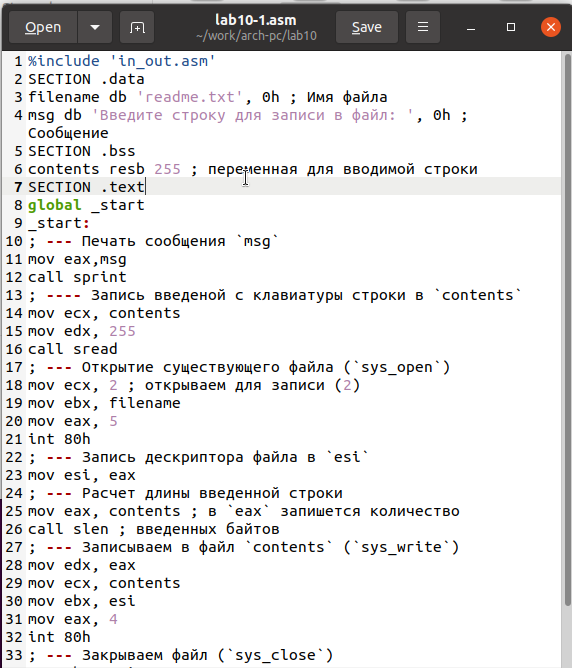 Open
lab10-1.asm
~/work/arch-pc/lab10
Save
1 %include 'in_out.asm'
2 SECTION .data
3 filename db 'readme.txt', 0h ; Имя файла
4 msg db 'Введите строку для записи в файл: ', 0h ;
Сообщение
5 SECTION .bss
6 contents resb 255 ; переменная для вводимой строки
7 SECTION .text
8 global _start
9 _start:
10 ; --- Печать сообщения `msg`
11 mov eax,msg
12 call sprint
13 ; ---- Запись введеной с клавиатуры строки в `contents`
14 mov ecx, contents
15 mov edx, 255
16 call sread
17 ; --- Открытие существующего файла (`sys_open`)
18 mov ecx, 2 ; открываем для записи (2)
19 mov ebx, filename
20 mov eax, 5
21 int 80h
22 ; --- Запись дескриптора файла в `esi`
23 mov esi, eax
24 ; --- Расчет длины введенной строки
25 mov eax, contents ; в `eax` запишется количество
26 call slen ; введенных байтов
27 ; --- Записываем в файл `contents` (`sys_write`)
28 mov edx, eax
29 mov ecx, contents
30 mov ebx, esi
31 mov eax, 4
32 int 80h
33 ; --- Закрываем файл (`sys_close`)